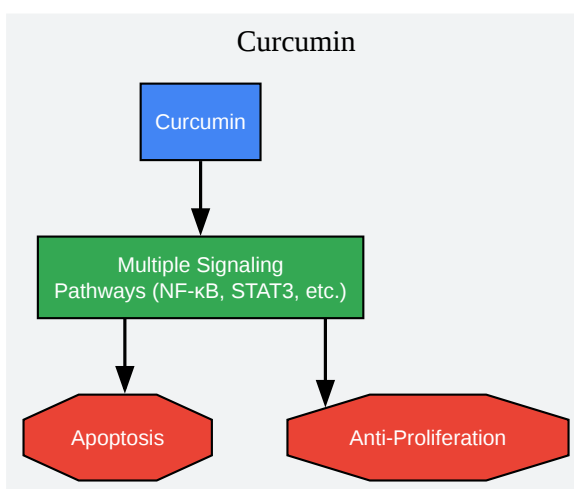 Curcumin
Curcumin
Multiple Signaling
Pathways (NF-κB, STAT3, etc.)
Apoptosis
Anti-Proliferation